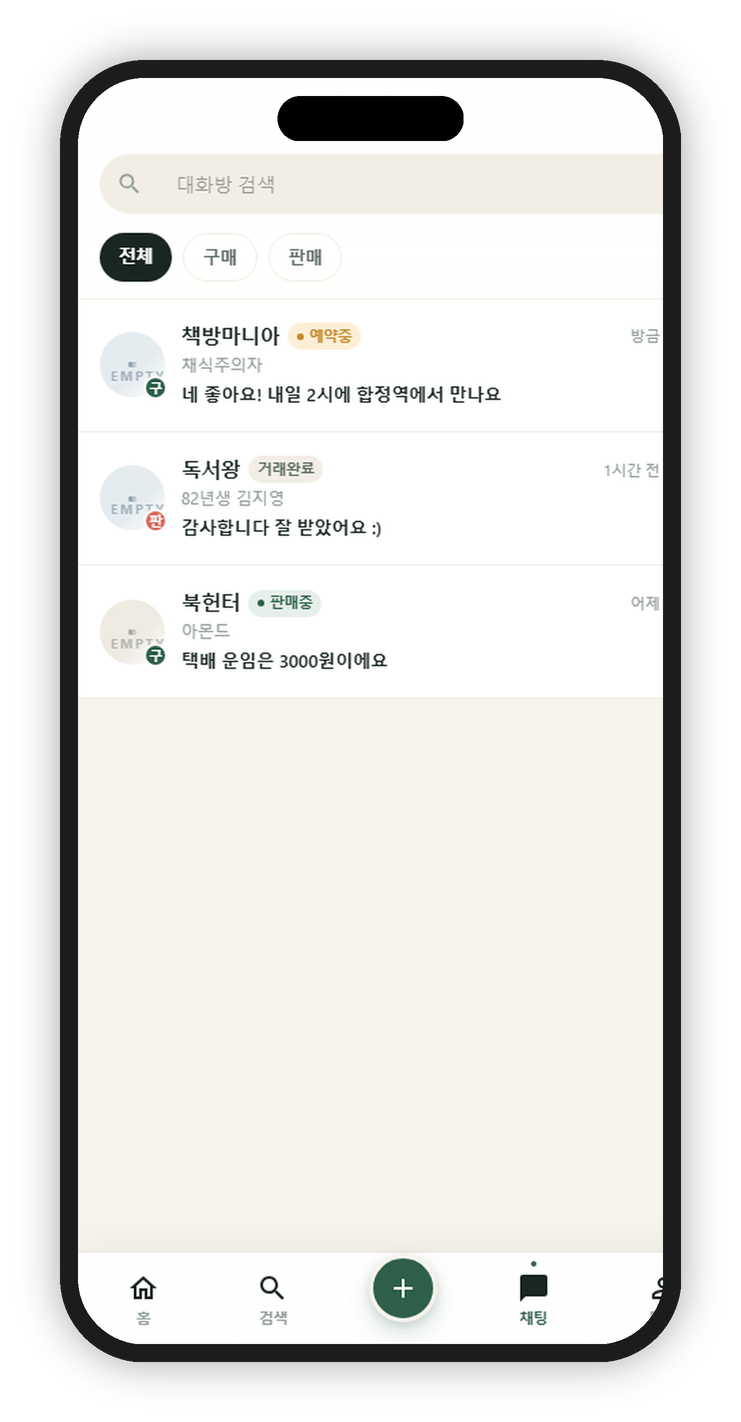 대화방 검색
전체 구매 판매
책방마니아 예약중 방금
채식주의자
네 좋아요! 내일 2시에 합정역에서 만나요
EMPTY
구
독서왕 거래완료 1시간 전
82년생 김지영
감사합니다 잘 받았어요 :)
EMPTY
판
북헌터 판매중 어제
아몬드
택배 운임은 3000원이에요
EMPTY
구
홈 검색 채팅